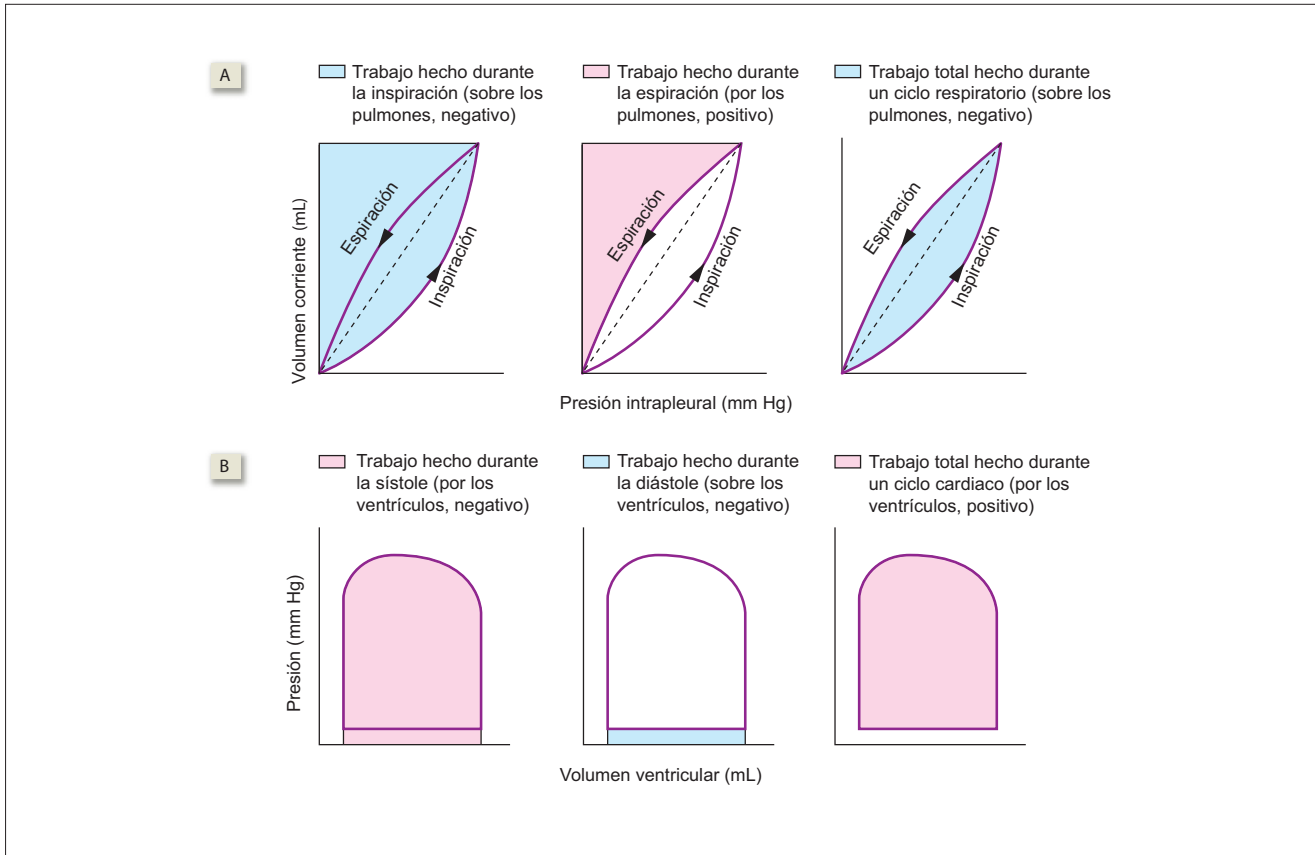 A
Trabajo hecho durante
la inspiración (sobre los
pulmones, negativo)
Trabajo hecho durante
la espiración (por los
pulmones, positivo)
Trabajo total hecho durante
un ciclo respiratorio (sobre los
pulmones, negativo)
Volumen corriente (mL)
Espiración
Inspiración
Espiración
Inspiración
Espiración
Inspiración
Presión intrapleural (mm Hg)
B
Trabajo hecho durante
la sístole (por los
ventrículos, negativo)
Trabajo hecho durante
la diástole (sobre los
ventrículos, negativo)
Trabajo total hecho durante
un ciclo cardiaco (por los
ventrículos, positivo)
Presión (mm Hg)
Volumen ventricular (mL)